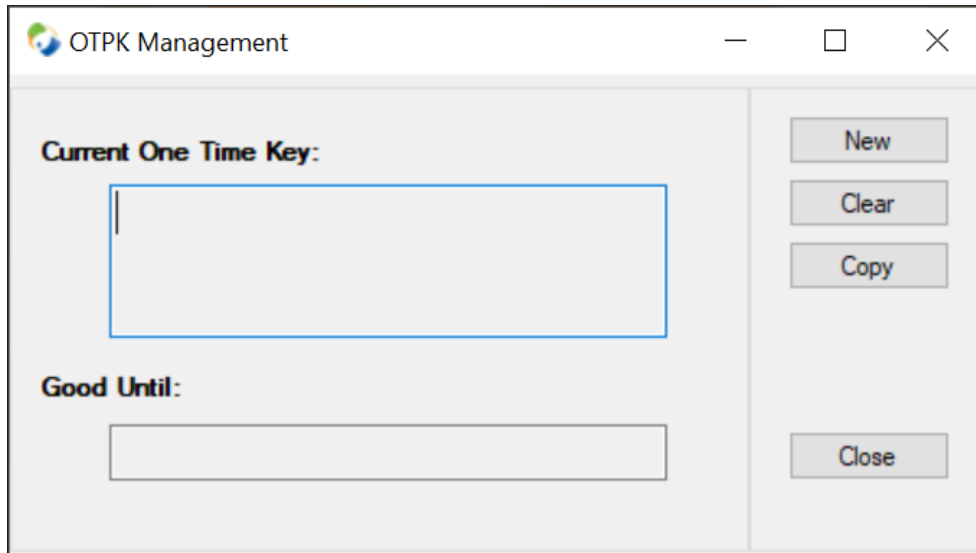 OTPK Management
Current One Time Key:
New
Clear
Copy
Good Until:
Close